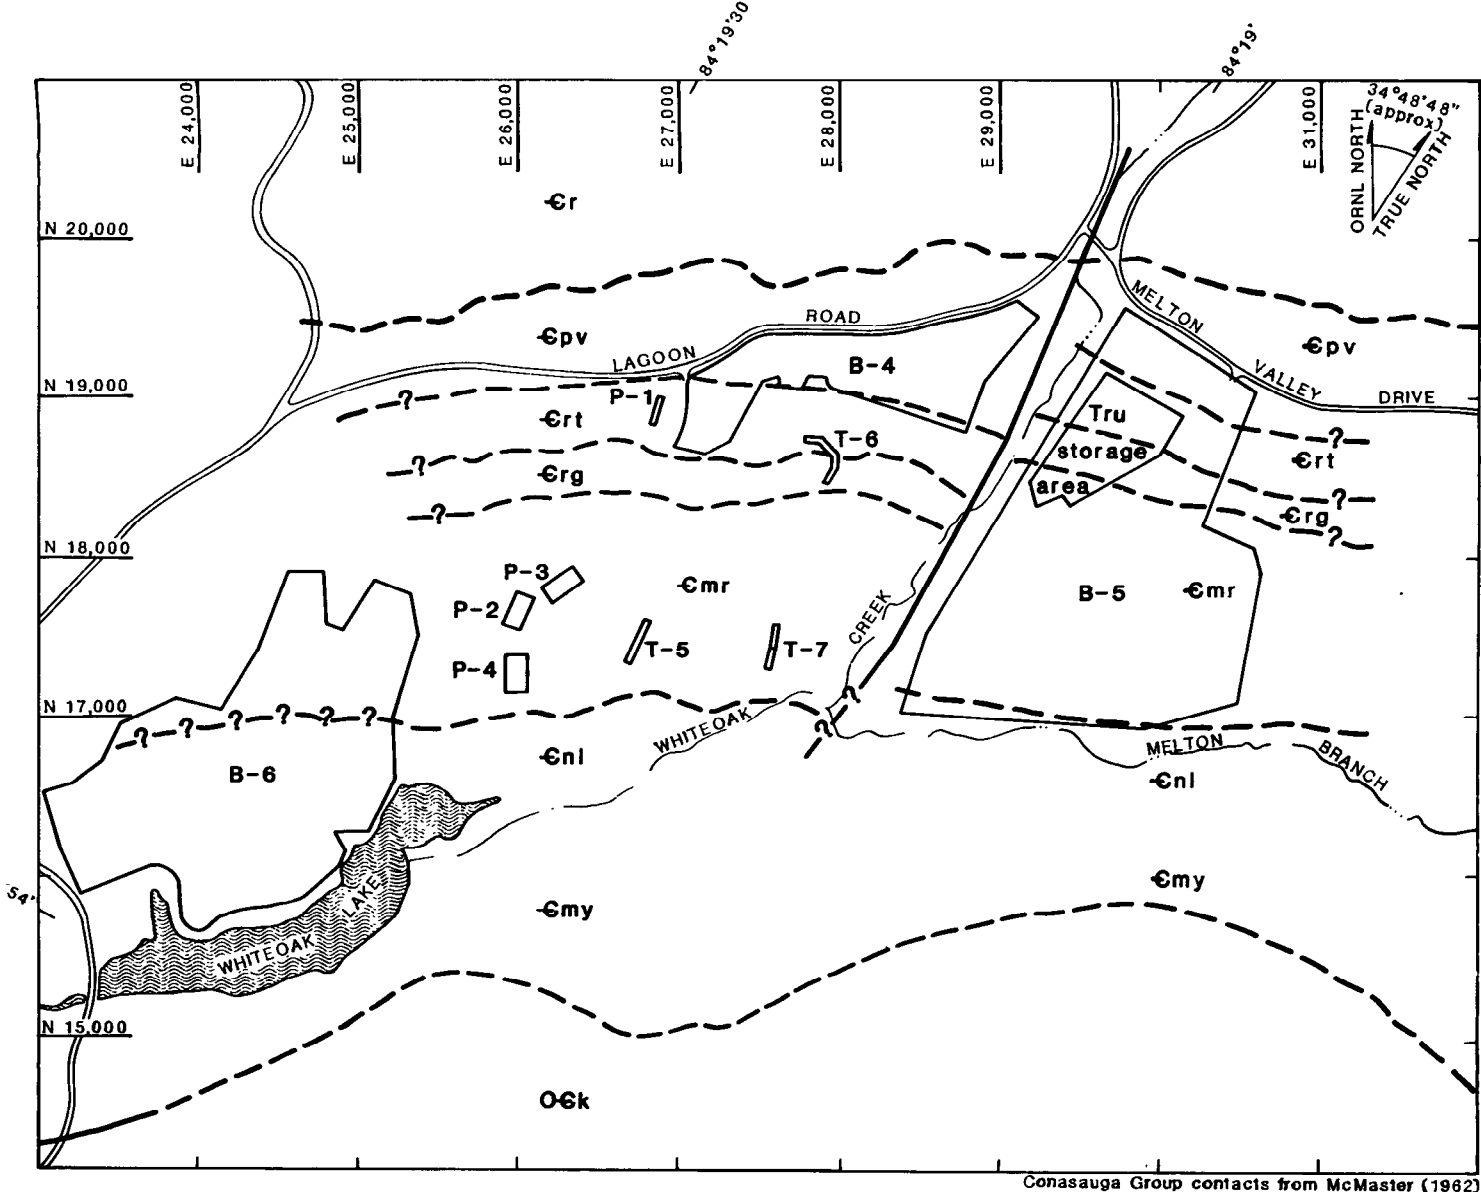 84°19'30
84°19'
E 24,000
E 25,000
E 26,000
E 27,000
E 28,000
E 29,000
E 31,000
34°48'48"
(approx)
ORNL NORTH
TRUE NORTH
Єr
N 20,000
MELTON
VALLEY
DRIVE
LAGOON
ROAD
Єpv
Єpv
B-4
N 19,000
?
P-1
Єrt
Tru
storage
area
T-6
?
Єrt
?
Єrg
?
Єrg
?
?
N 18,000
P-3
P-2
P-4
Єmr
T-5
T-7
CREEK
B-5
Єmr
N 17,000
? ? ? ? ? ?
?
?
WHITEOAK
MELTON
BRANCH
B-6
Єnl
Єnl
Єmy
Єmy
54'
LAKE
WHITEOAK
N 15,000
OЄk
Conasauga Group contacts from McMaster (1962)